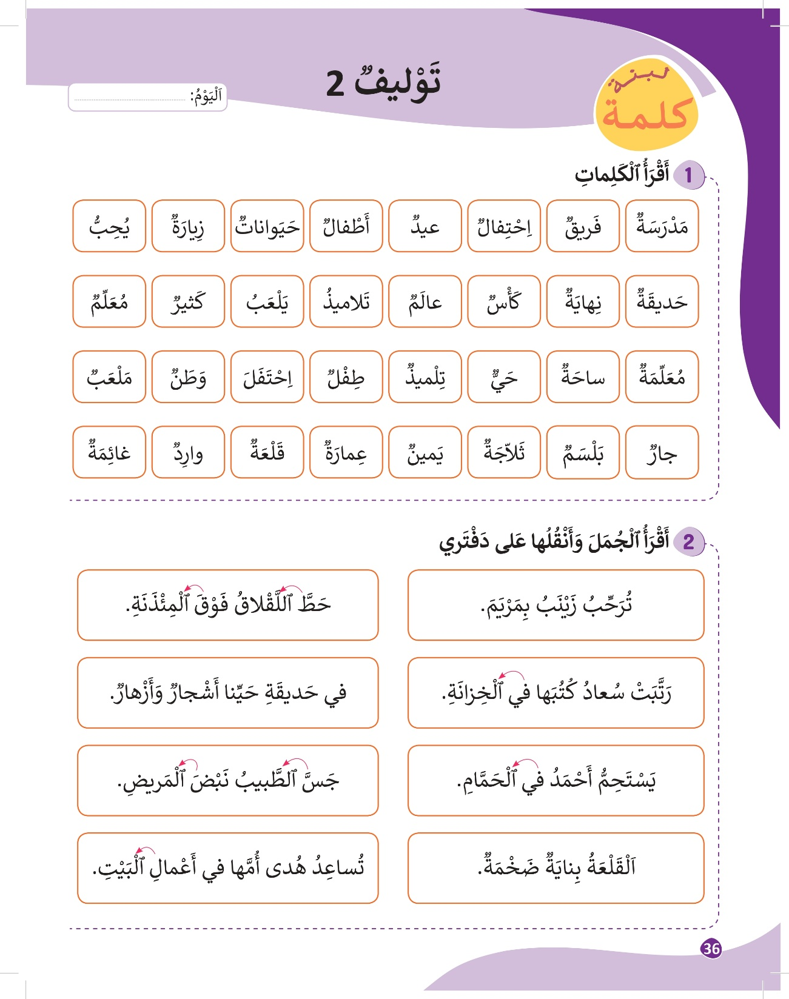 لبنة
كلمة
تَوْليفٌ 2
اَلْيَوْمُ:
1 أَقْرَأُ ٱلْكَلِماتِ
مَدْرَسَةٌ فَريقٌ اِحْتِفالٌ عيدٌ أَطْفالٌ حَيَواناتٌ زِيارَةٌ يُحِبُّ
حَديقَةٌ نِهايَةٌ كَأْسٌ عالَمٌ تَلاميذُ يَلْعَبُ كَثيرٌ مُعَلِّمٌ
مُعَلِّمَةٌ ساحَةٌ حَيٌّ تِلْميذٌ طِفْلٌ اِحْتَفَلَ وَطَنٌ مَلْعَبٌ
جارٌ بَلْسَمٌ ثَلاّجَةٌ يَمينٌ عِمارَةٌ قَلْعَةٌ وارِدٌ غائِمَةٌ
2 أَقْرَأُ ٱلْجُمَلَ وَأَنْقُلُها عَلى دَفْتَري
تُرَحِّبُ زَيْنَبُ بِمَرْيَمَ.
حَطَّ ٱللَّقْلاقُ فَوْقَ ٱلْمِئْذَنَةِ.
رَتَّبَتْ سُعادُ كُتُبَها في ٱلْخِزانَةِ.
في حَديقَةِ حَيِّنا أَشْجارٌ وَأَزْهارٌ.
يَسْتَحِمُّ أَحْمَدُ في ٱلْحَمَّامِ.
جَسَّ ٱلطَّبيبُ نَبْضَ ٱلْمَريضِ.
اَلْقَلْعَةُ بِنايَةٌ ضَخْمَةٌ.
تُساعِدُ هُدى أُمَّها في أَعْمالِ ٱلْبَيْتِ.
36